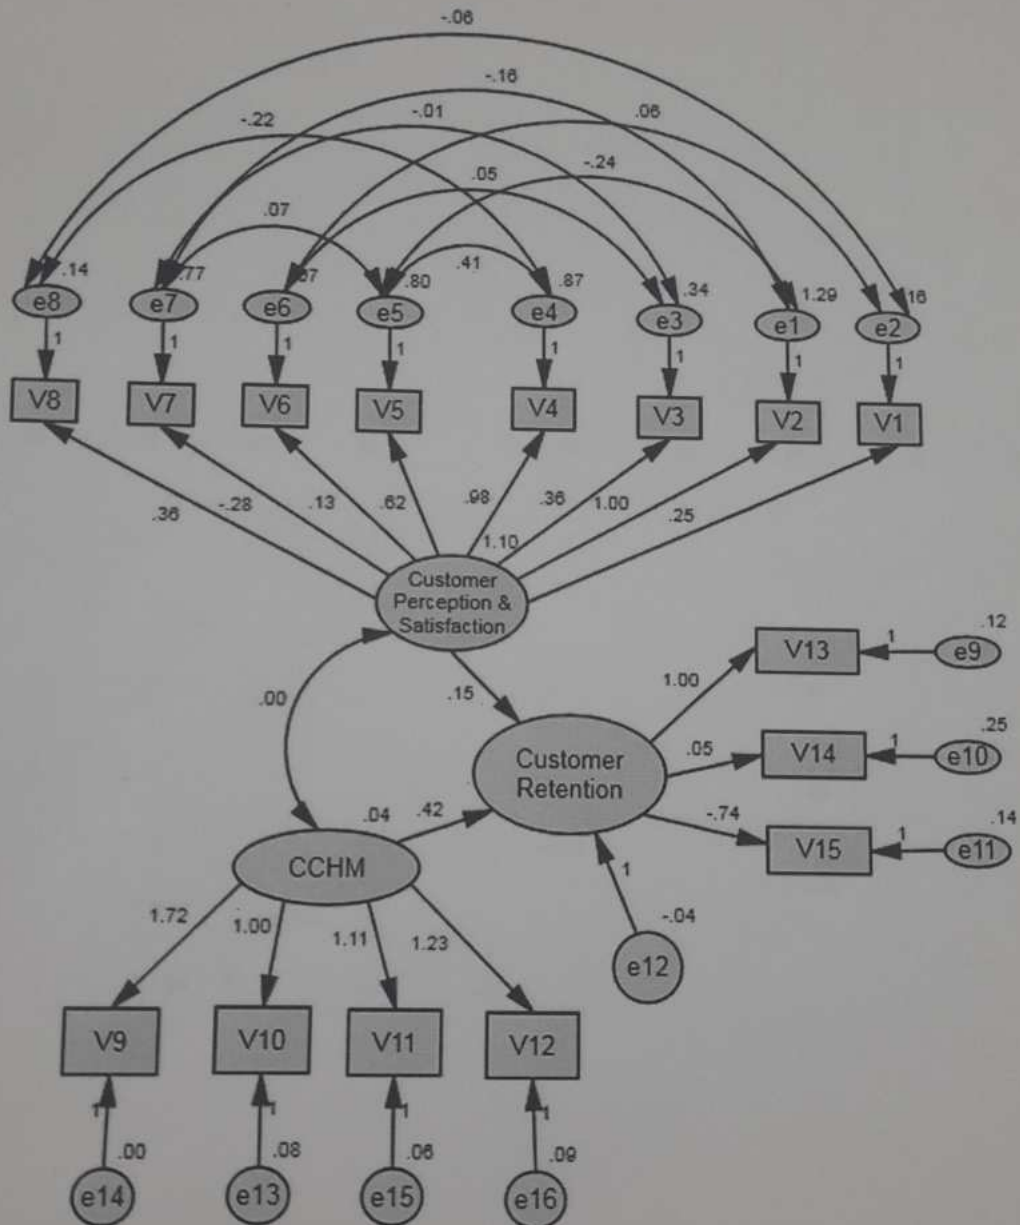 -.06
-.16
-.01
.06
-.22
-.24
.05
.07
.41
.14
.77
.80
.87
.34
1.29
16
e8
e7
e6
e5
e4
e3
e1
e2
1
1
1
1
1
1
1
1
V8
V7
V6
V5
V4
V3
V2
V1
.36
-.28
.13
.62
.98
.36
1.00
.25
1.10
Customer
Perception &
Satisfaction
.12
V13
1
e9
.00
.15
1.00
.25
Customer
Retention
.05
V14
1
e10
.04
.42
-.74
.14
CCHM
V15
1
e11
1
1.72
1.00
1.11
1.23
-.04
e12
V9
V10
V11
V12
1
1
1
1
.00
.08
.06
.09
e14
e13
e15
e16